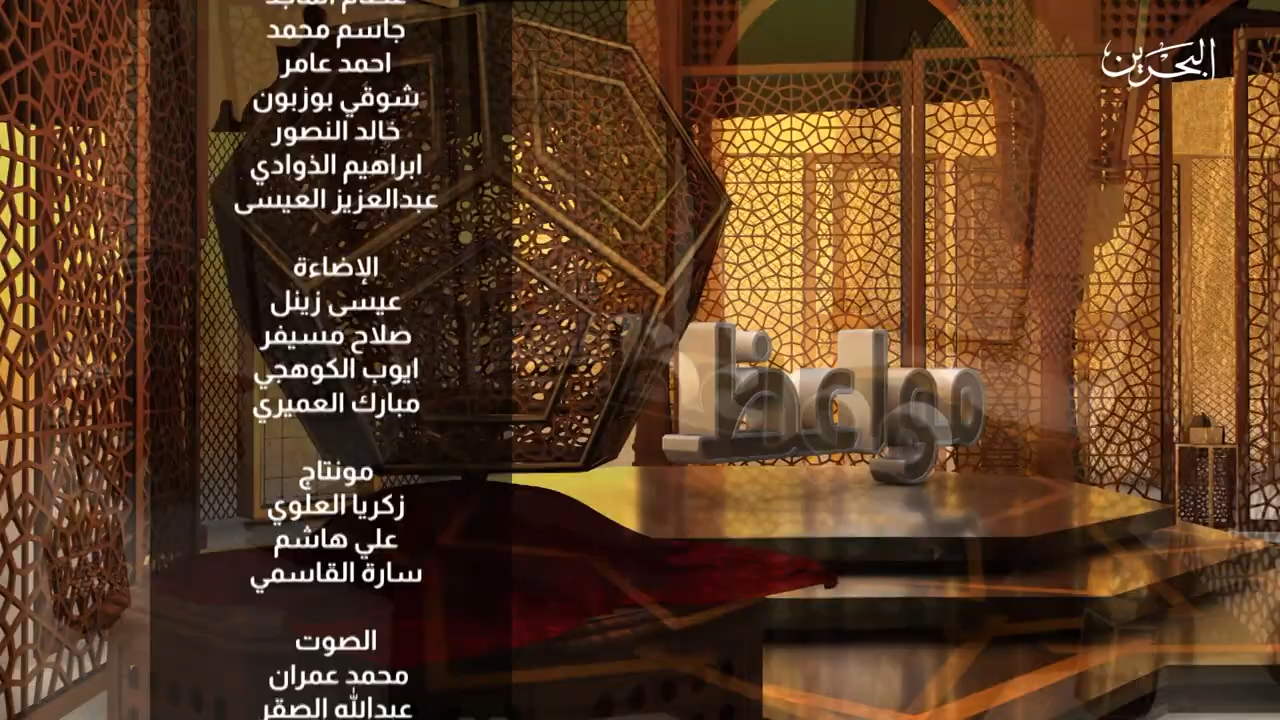 جاسم محمد
احمد عامر
شوقي بوزبون
خالد النصور
ابراهيم الذوادي
عبدالعزيز العيسى
الإضاءة
عيسى زينل
صلاح مسيفر
ايوب الكوهجي
مبارك العميري
مونتاج
زكريا العلوي
علي هاشم
سارة القاسمي
الصوت
محمد عمران
عبدالله الصقر
البحرين
مواعظ